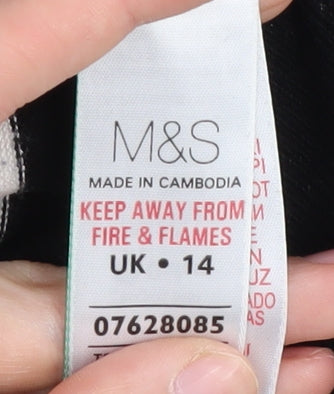 M&S
MADE IN CAMBODIA
KEEP AWAY FROM
FIRE & FLAMES
UK • 14
07628085